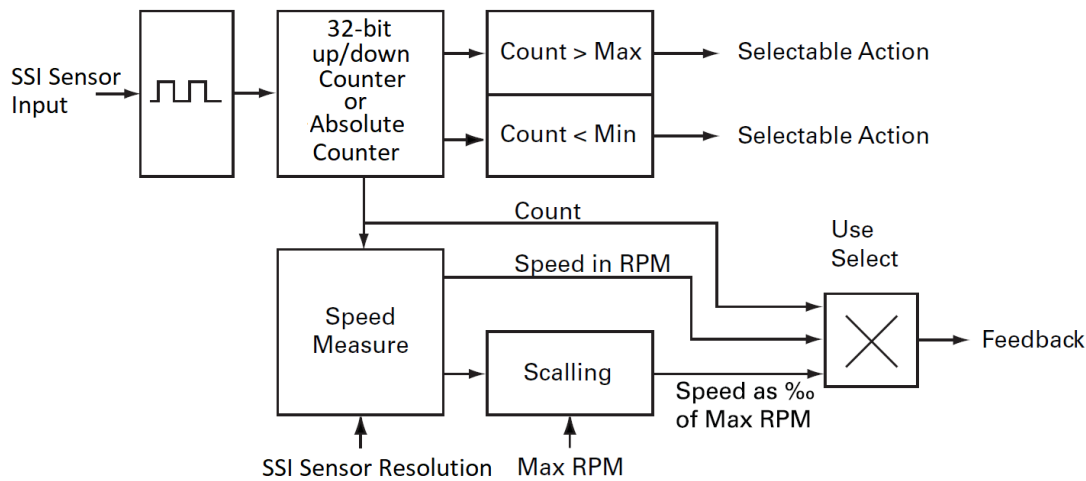 SSI Sensor
Input
32-bit
up/down
Counter
or
Absolute
Counter
Count > Max
Selectable Action
Count < Min
Selectable Action
Count
Speed in RPM
Use
Select
Speed
Measure
Scalling
Feedback
Speed as ‰
of Max RPM
SSI Sensor Resolution
Max RPM